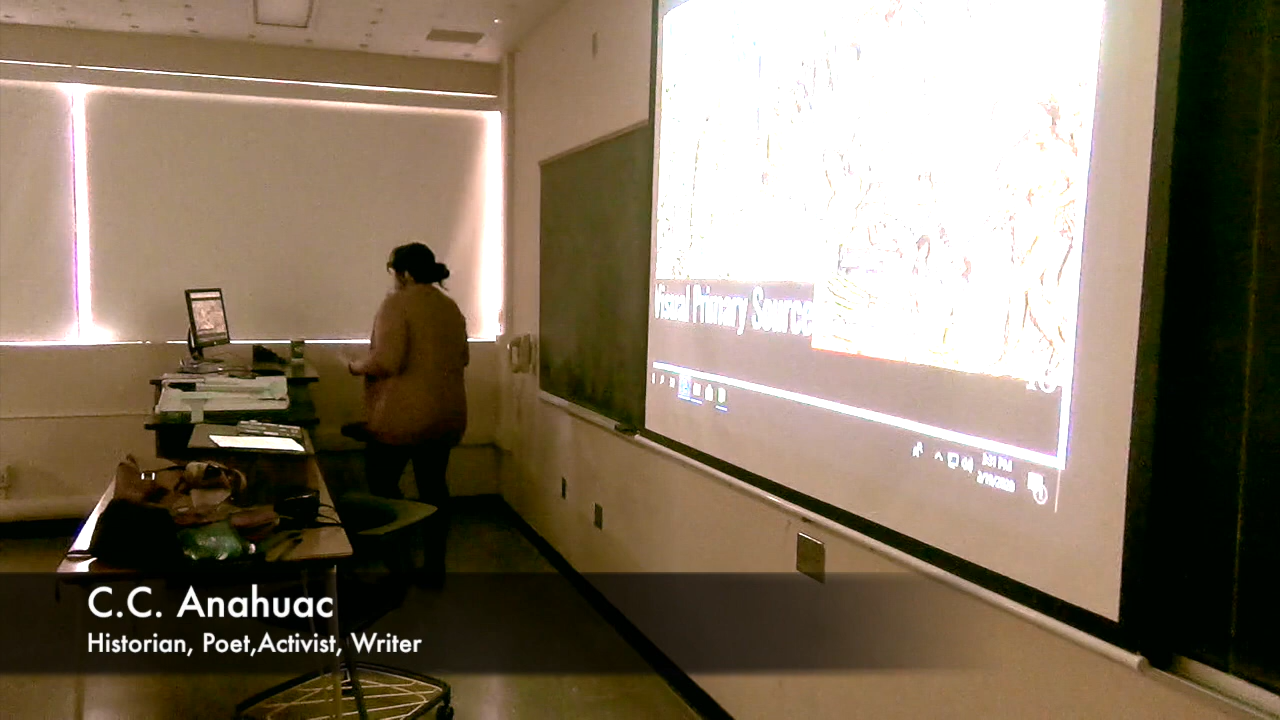 Visual Primary Source
C.C. Anahuac
Historian, Poet,Activist, Writer